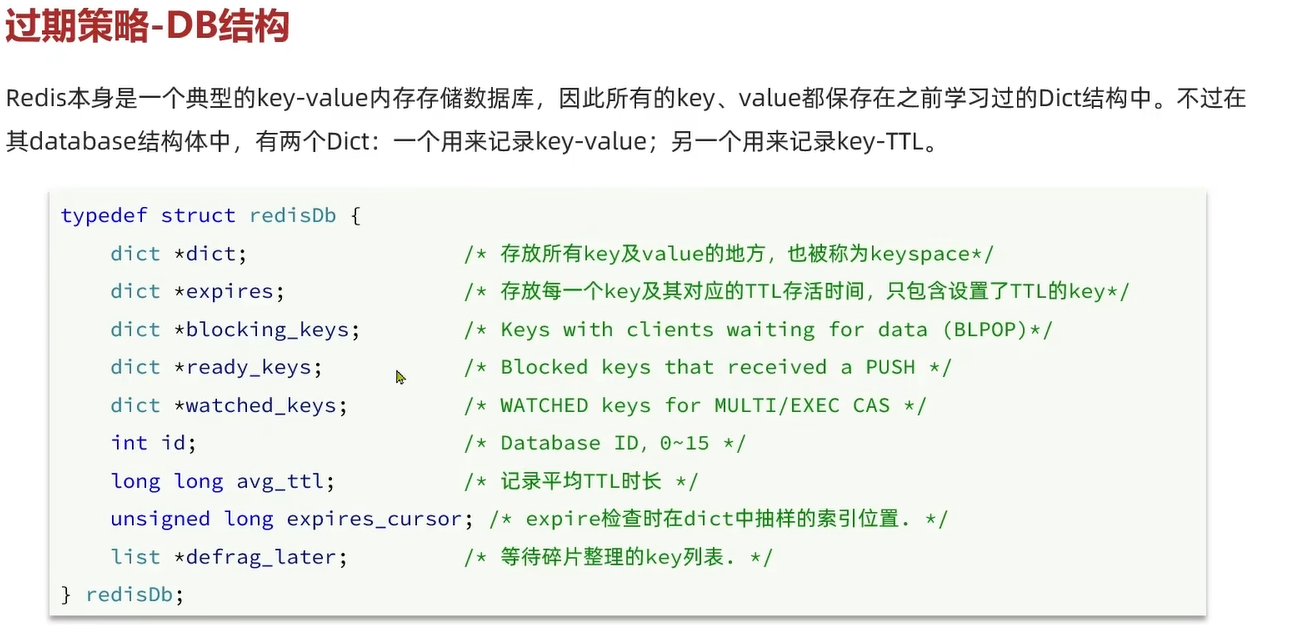 过期策略-DB结构
Redis本身是一个典型的key-value内存存储数据库，因此所有的key、value都保存在之前学习过的Dict结构中。不过在
其database结构体中，有两个Dict：一个用来记录key-value；另一个用来记录key-TTL。
typedef struct redisDb {
    dict *dict;                 /* 存放所有key及value的地方，也被称为keyspace*/
    dict *expires;              /* 存放每一个key及其对应的TTL存活时间，只包含设置了TTL的key*/
    dict *blocking_keys;        /* Keys with clients waiting for data (BLPOP)*/
    dict *ready_keys;           /* Blocked keys that received a PUSH */
    dict *watched_keys;         /* WATCHED keys for MULTI/EXEC CAS */
    int id;                     /* Database ID，0~15 */
    long long avg_ttl;          /* 记录平均TTL时长 */
    unsigned long expires_cursor; /* expire检查时在dict中抽样的索引位置. */
    list *defrag_later;         /* 等待碎片整理的key列表. */
} redisDb;